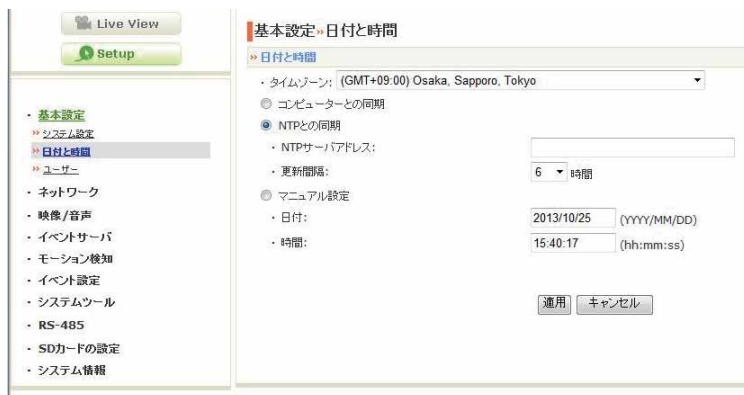 Live View
Setup
・基本設定
»システム設定
»日付と時間
»ユーザー
・ネットワーク
・映像/音声
・イベントサーバ
・モーション検知
・イベント設定
・システムツール
・RS-485
・SDカードの設定
・システム情報
基本設定»日付と時間
»日付と時間
・タイムゾーン: (GMT+09:00) Osaka, Sapporo, Tokyo
コンピューターとの同期
NTPとの同期
・NTPサーバアドレス:
・更新間隔: 6 時間
マニュアル設定
・日付: 2013/10/25 (YYYY/MM/DD)
・時間: 15:40:17 (hh:mm:ss)
適用 キャンセル